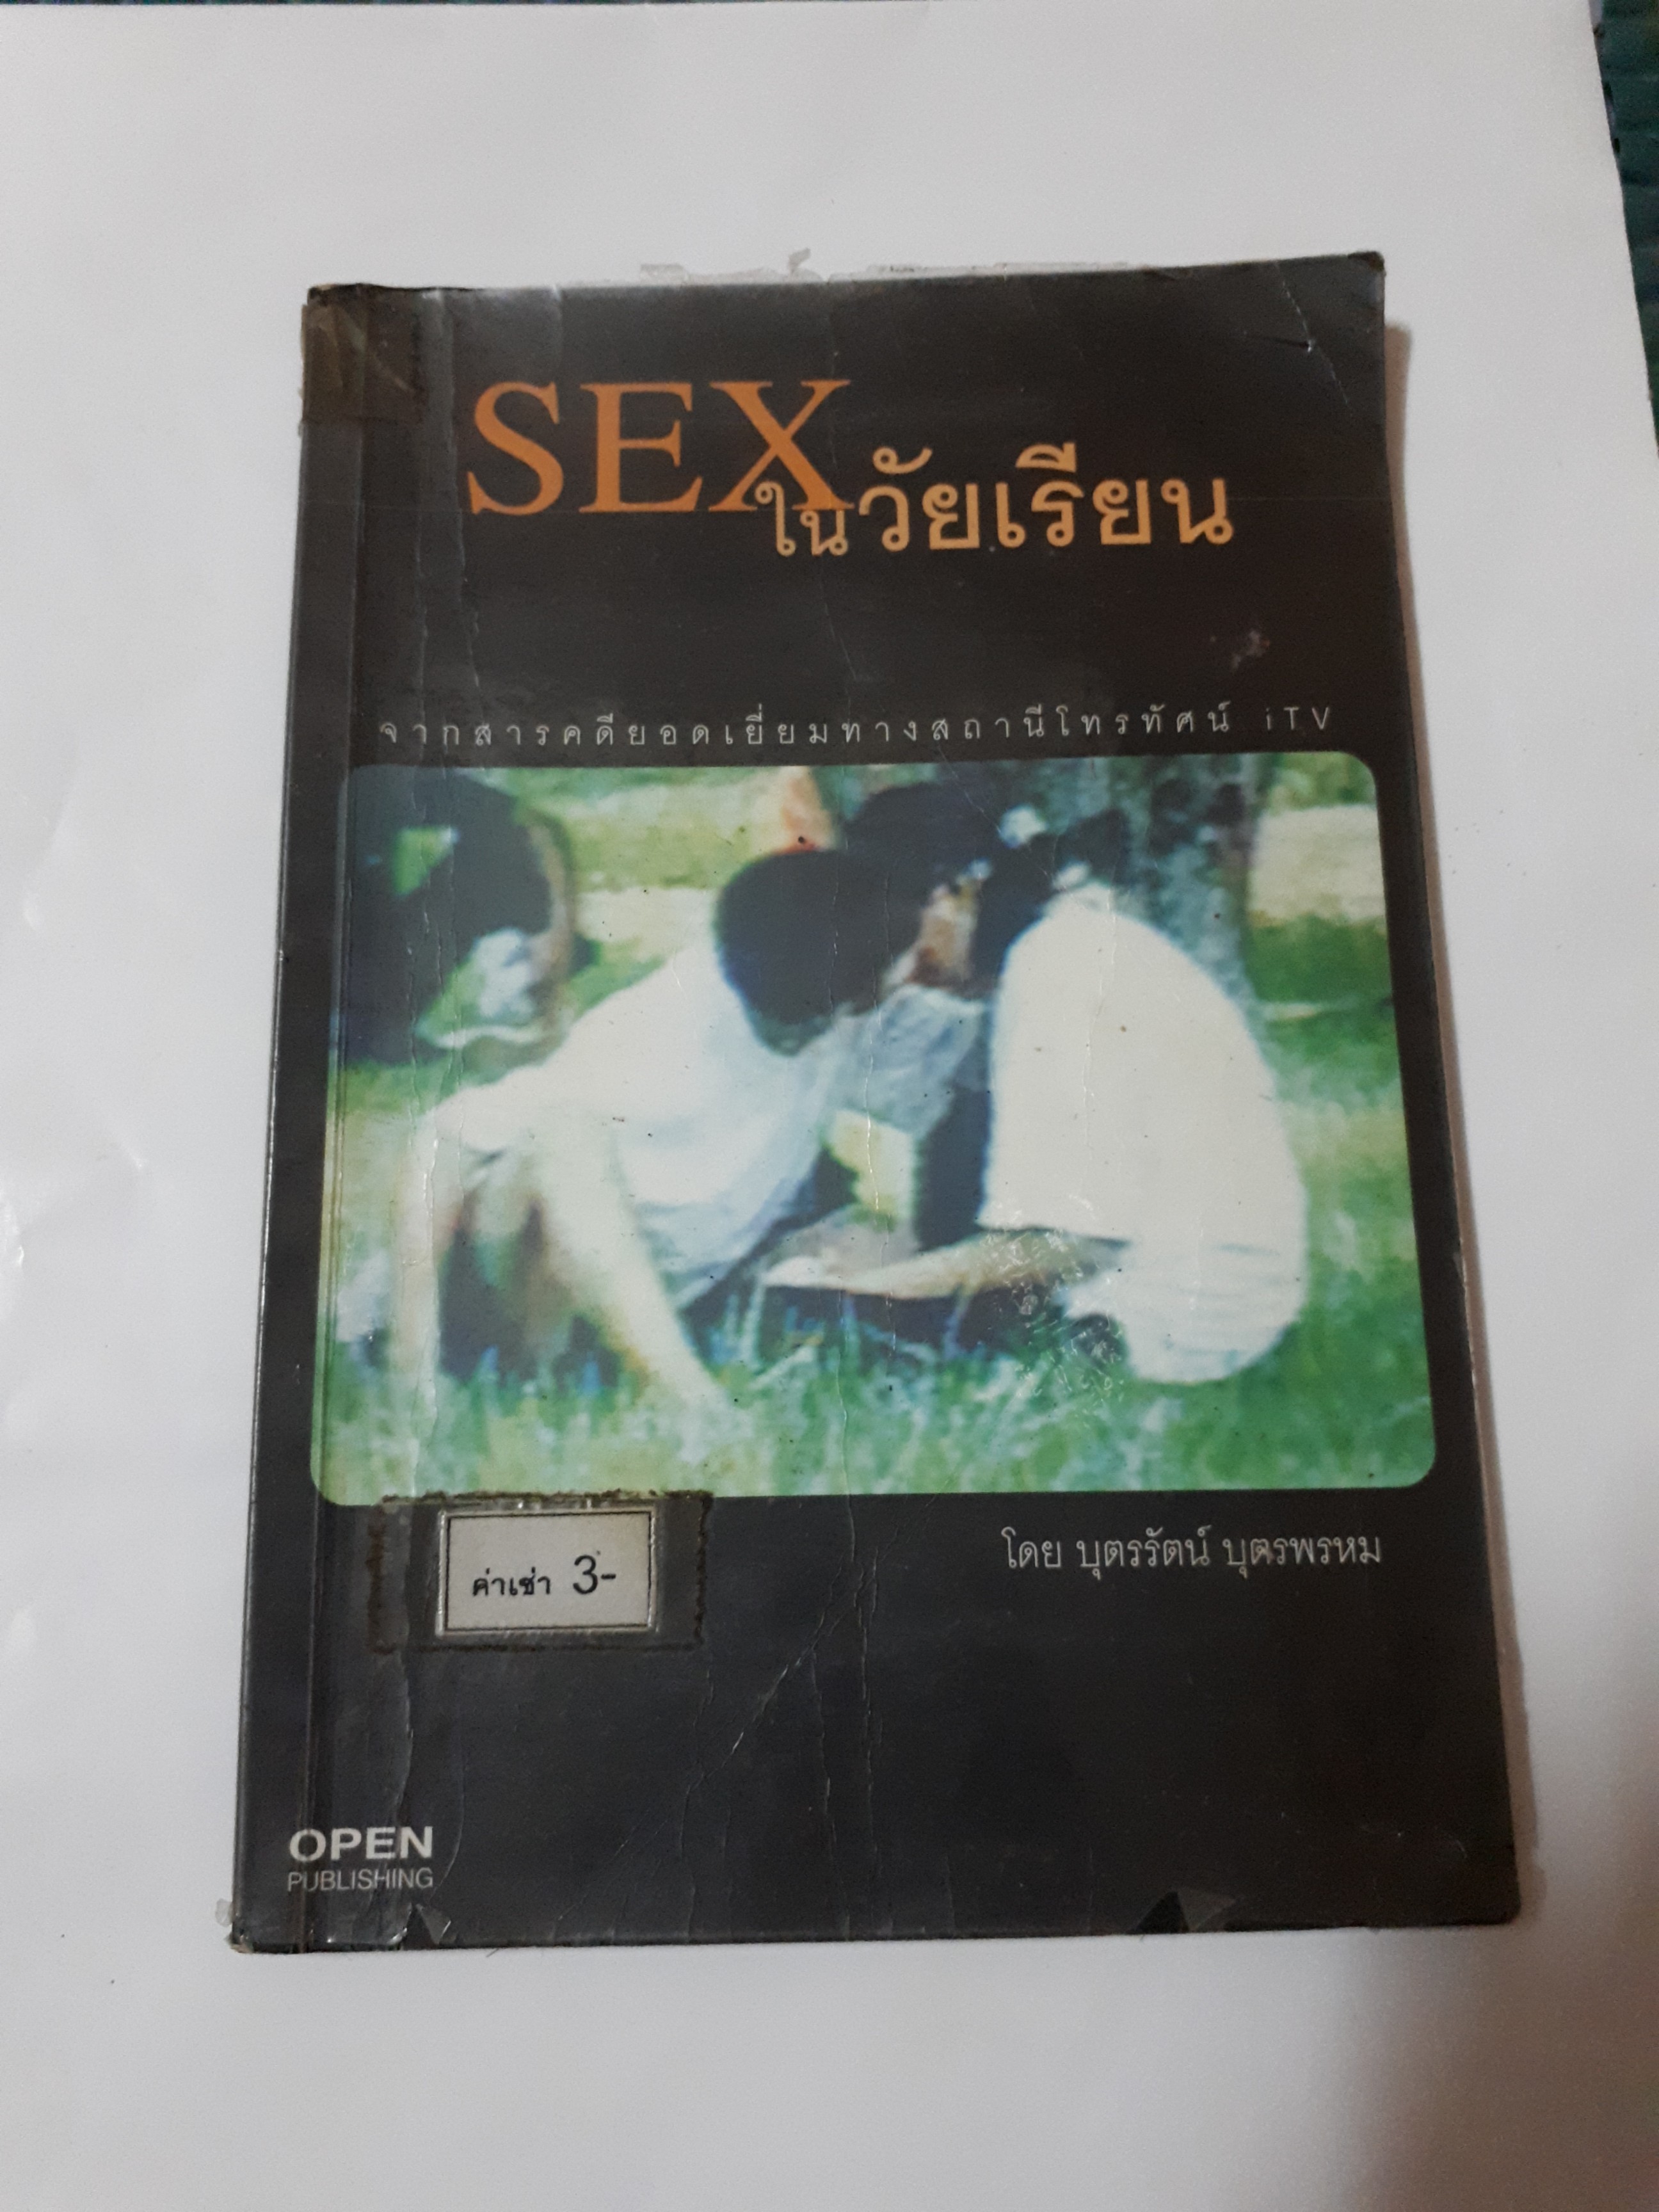 SEX
ในวัยเรียน
จากสารคดียอดเยี่ยมทางสถานีโทรทัศน์ iTV
โดย บุตรรัตน์ บุตรพรหม
ค่าเช่า 3-
OPEN
PUBLISHING